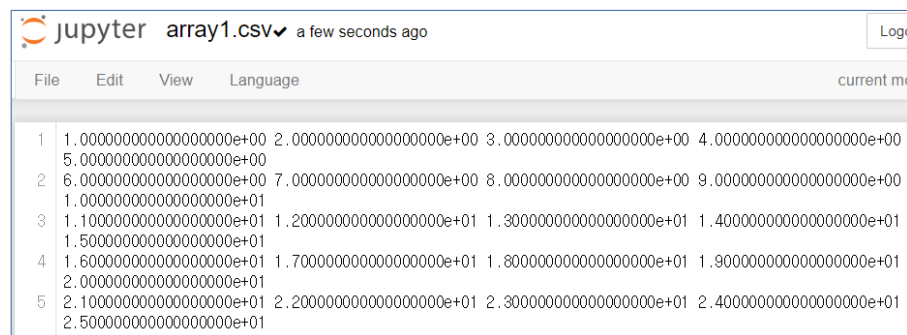 jupyter array1.csv✔ a few seconds ago Logo
File Edit View Language current mo
1 1.000000000000000000e+00 2.000000000000000000e+00 3.000000000000000000e+00 4.000000000000000000e+00
5.000000000000000000e+00
2 6.000000000000000000e+00 7.000000000000000000e+00 8.000000000000000000e+00 9.000000000000000000e+00
1.000000000000000000e+01
3 1.100000000000000000e+01 1.200000000000000000e+01 1.300000000000000000e+01 1.400000000000000000e+01
1.500000000000000000e+01
4 1.600000000000000000e+01 1.700000000000000000e+01 1.800000000000000000e+01 1.900000000000000000e+01
2.000000000000000000e+01
5 2.100000000000000000e+01 2.200000000000000000e+01 2.300000000000000000e+01 2.400000000000000000e+01
2.500000000000000000e+01